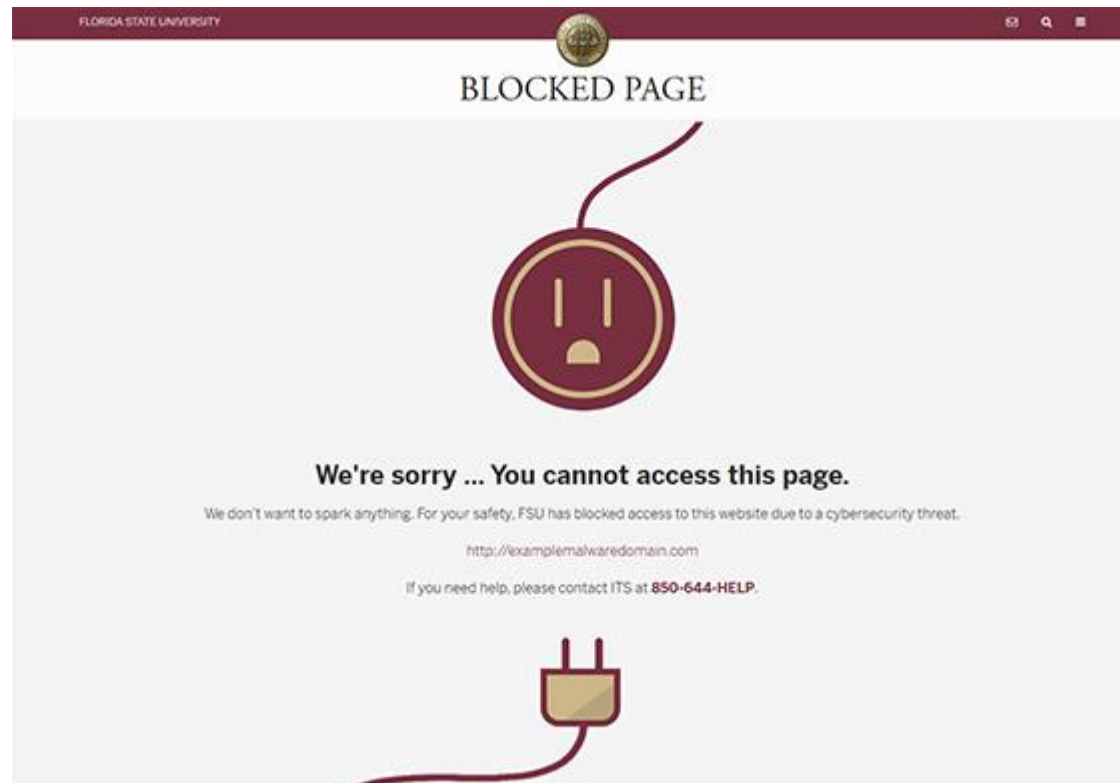 FLORIDA STATE UNIVERSITY
BLOCKED PAGE
We're sorry ... You cannot access this page.
We don't want to spark anything. For your safety, FSU has blocked access to this website due to a cybersecurity threat.
http://examplemalwaredomain.com
If you need help, please contact ITS at 850-644-HELP.